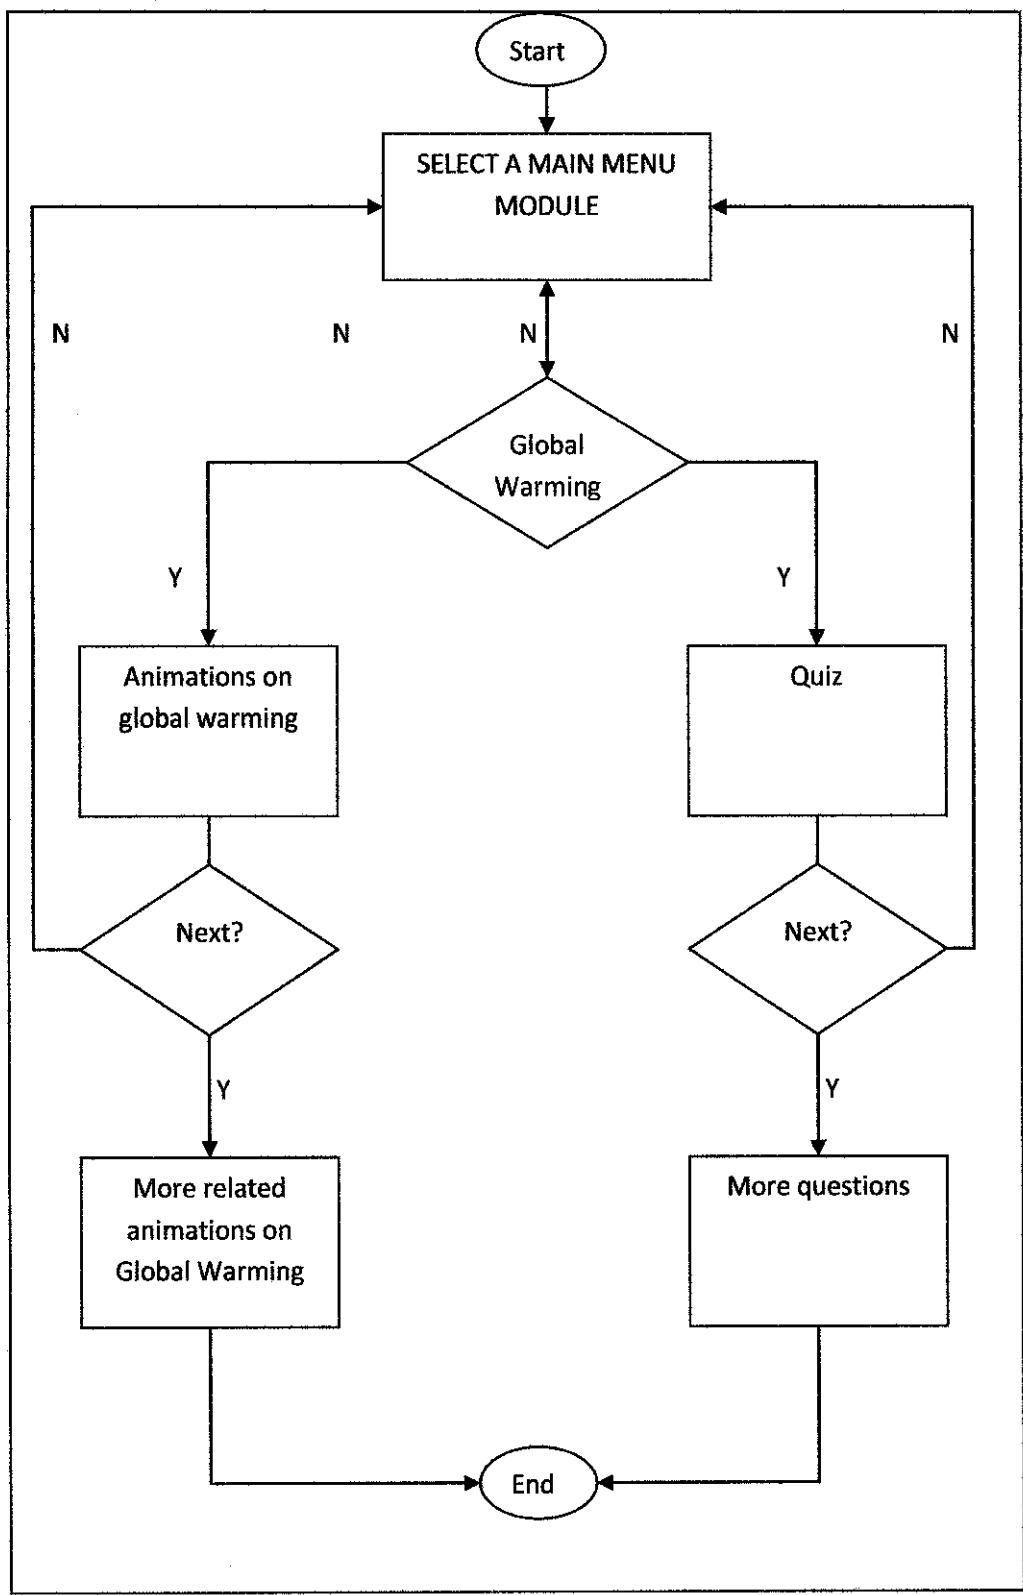 Start
SELECT A MAIN MENU
MODULE
N
N
N
N
Global
Warming
Y
Y
Animations on
global warming
Quiz
Next?
Next?
Y
Y
More related
animations on
Global Warming
More questions
End